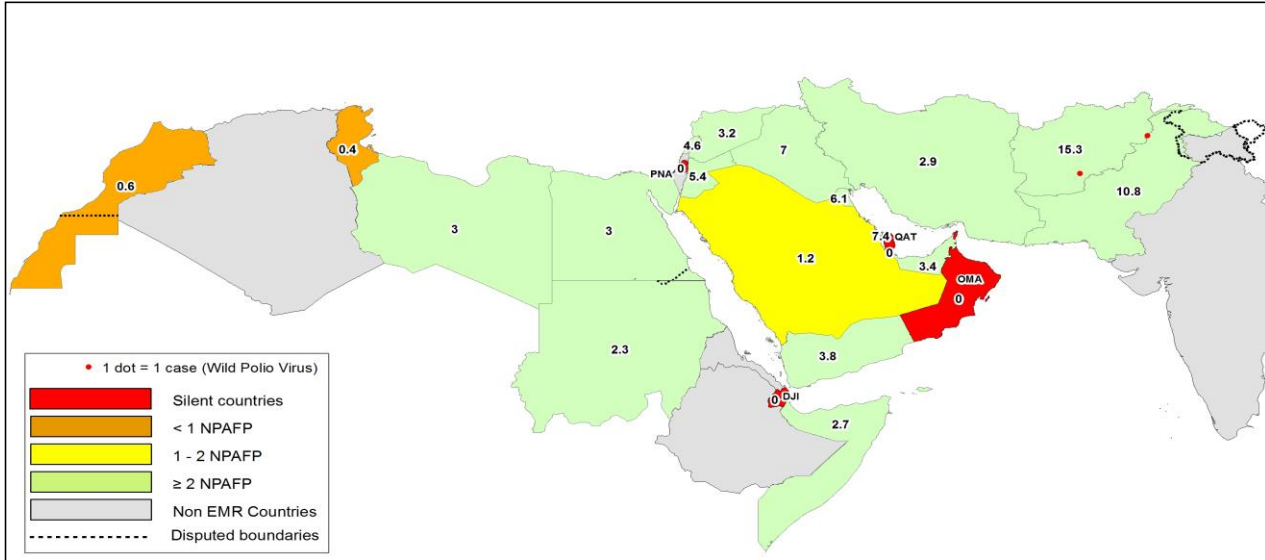 0.6
0.4
3
3
2.3
4.6
3.2
PNA
0
5.4
7
6.1
2.9
15.3
10.8
1.2
7.4
QAT
0
3.4
OMA
0
3.8
0
DJI
2.7
1 dot = 1 case (Wild Polio Virus)
Silent countries
< 1 NPAFP
1 - 2 NPAFP
≥ 2 NPAFP
Non EMR Countries
Disputed boundaries